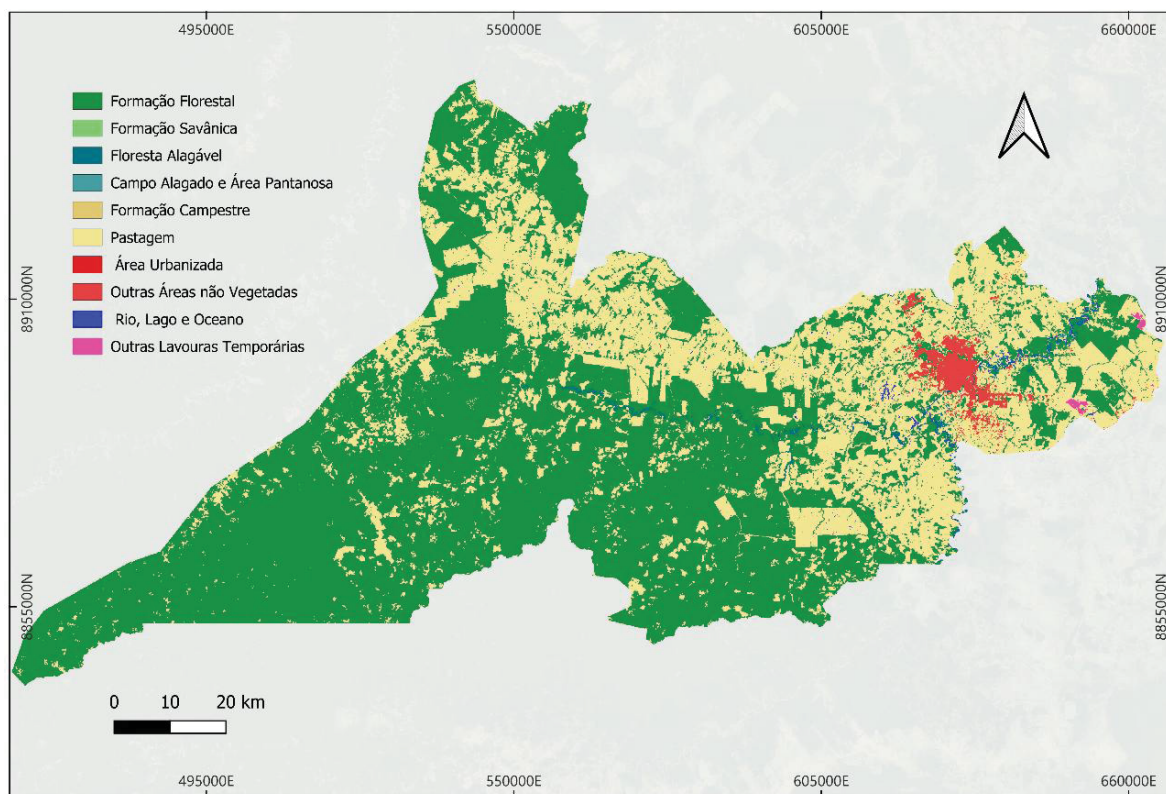 495000E 550000E 605000E 660000E
Formação Florestal
Formação Savânica
Floresta Alagável
Campo Alagado e Área Pantanosa
Formação Campestre
Pastagem
Área Urbanizada
Outras Áreas não Vegetadas
Rio, Lago e Oceano
Outras Lavouras Temporárias
8910000N
8910000N
8855000N
8855000N
0 10 20 km
495000E 550000E 605000E 660000E